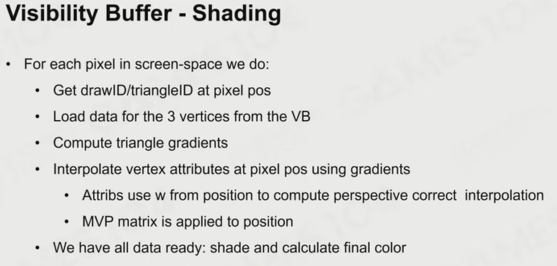 Visibility Buffer - Shading
• For each pixel in screen-space we do:
• Get drawID/triangleID at pixel pos
• Load data for the 3 vertices from the VB
• Compute triangle gradients
• Interpolate vertex attributes at pixel pos using gradients
• Attribs use w from position to compute perspective correct interpolation
• MVP matrix is applied to position
• We have all data ready: shade and calculate final color